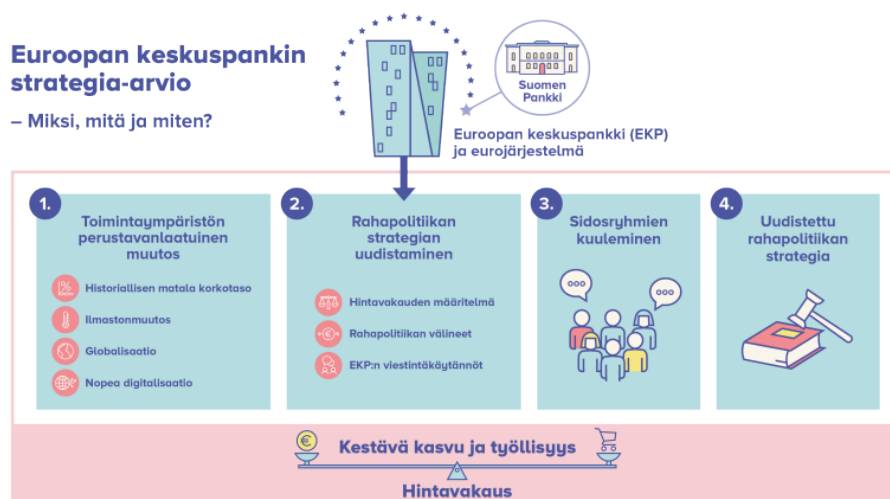 Euroopan keskuspankin
strategia-arvio
– Miksi, mitä ja miten?
Suomen
Pankki
Euroopan keskuspankki (EKP)
ja eurojärjestelmä
1.
Toimintaympäristön
perustavanlaatuinen
muutos
Historiallisen matala korkotaso
Ilmastonmuutos
Globalisaatio
Nopea digitalisaatio
2.
Rahapolitiikan
strategian
uudistaminen
Hintavakauden määritelmä
Rahapolitiikan välineet
EKP:n viestintäkäytännöt
3.
Sidosryhmien
kuuleminen
4.
Uudistettu
rahapolitiikan
strategia
Kestävä kasvu ja työllisyys
Hintavakaus